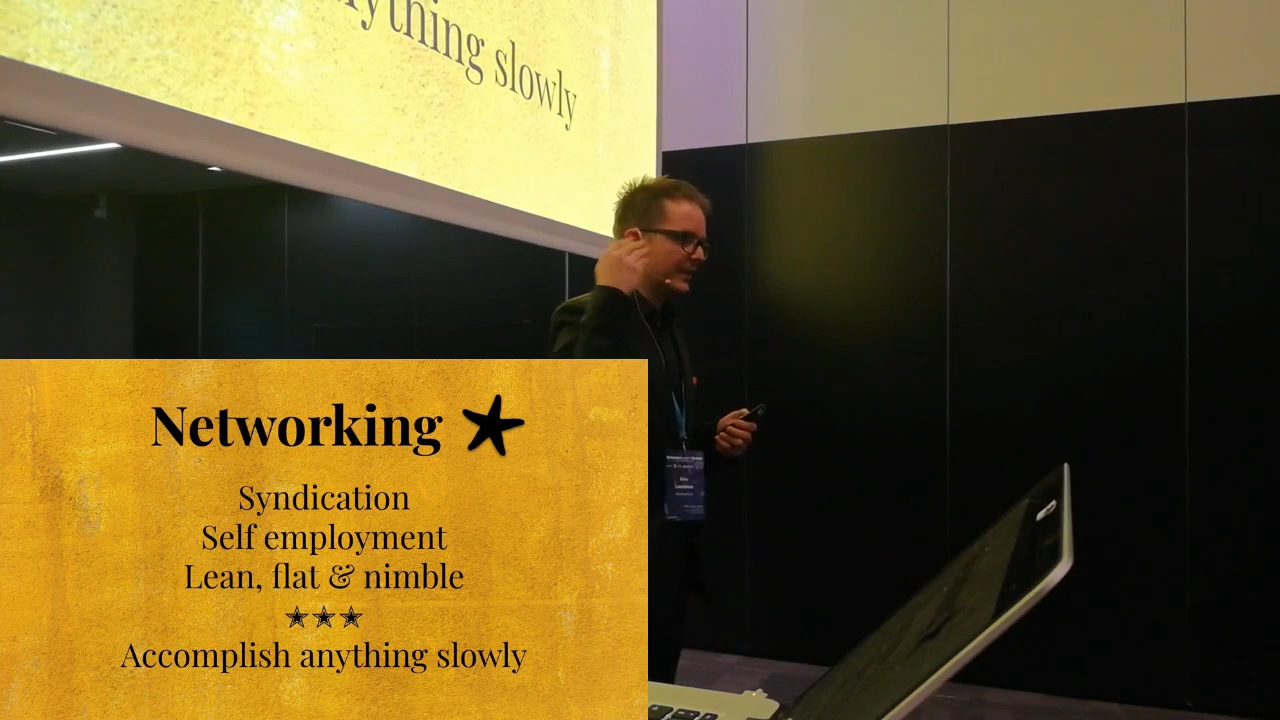 anything slowly
Networking
Syndication
Self employment
Lean, flat & nimble
Accomplish anything slowly